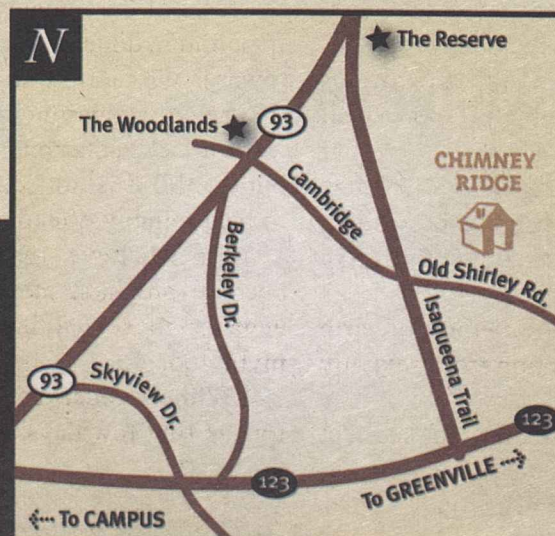 N
The Reserve
The Woodlands
93
CHIMNEY
RIDGE
Cambridge
Berkeley Dr.
Old Shirley Rd.
Isaqueena Trail
93
Skyview Dr.
123
123
To GREENVILLE
To CAMPUS